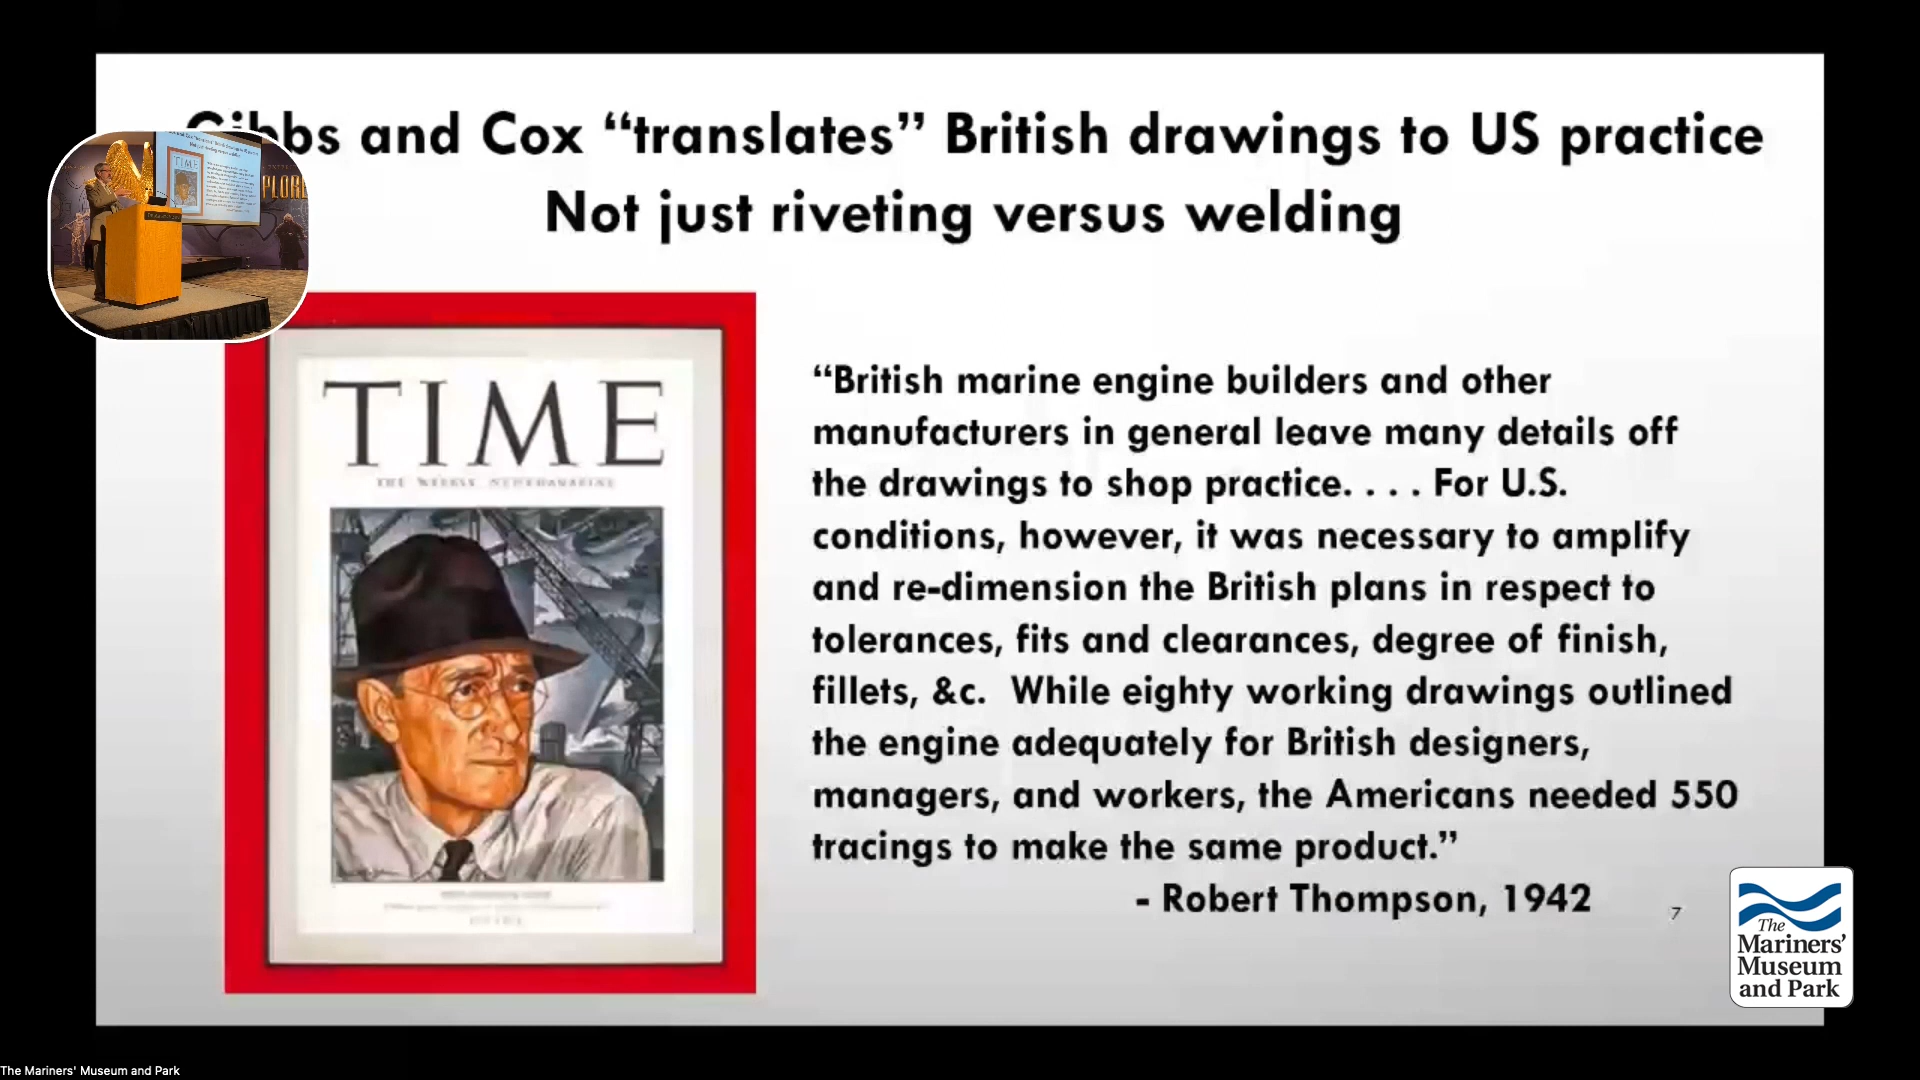 Gibbs and Cox “translates” British drawings to US practice
Not just riveting versus welding
TIME
THE WEEKLY NEWSMAGAZINE
“British marine engine builders and other
manufacturers in general leave many details off
the drawings to shop practice. . . . For U.S.
conditions, however, it was necessary to amplify
and re-dimension the British plans in respect to
tolerances, fits and clearances, degree of finish,
fillets, &c.  While eighty working drawings outlined
the engine adequately for British designers,
managers, and workers, the Americans needed 550
tracings to make the same product.”
- Robert Thompson, 1942
7
The
Mariners’
Museum
and Park
The Mariners' Museum and Park